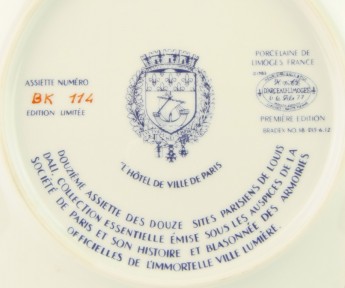 ASSIETTE NUMÉRO
BK 114
EDITION LIMITÉE
PORCELAINE DE
LIMOGES FRANCE
D'ARCEAU-LIMOGES
PREMIÈRE EDITION
"L'HÔTEL DE VILLE DE PARIS
DOUZIÈME ASSIETTE DES DOUZE SITES PARISIENS DE LOUIS
DALI, COLLECTION ESSENTIELLE ÉMISE SOUS LES AUSPICES DE LA
SOCIÉTÉ DE PARIS ET SON HISTOIRE ET BLASONNÉE DES ARMOIRIES
OFFICIELLES DE L'IMMORTELLE VILLE LUMIÈRE.